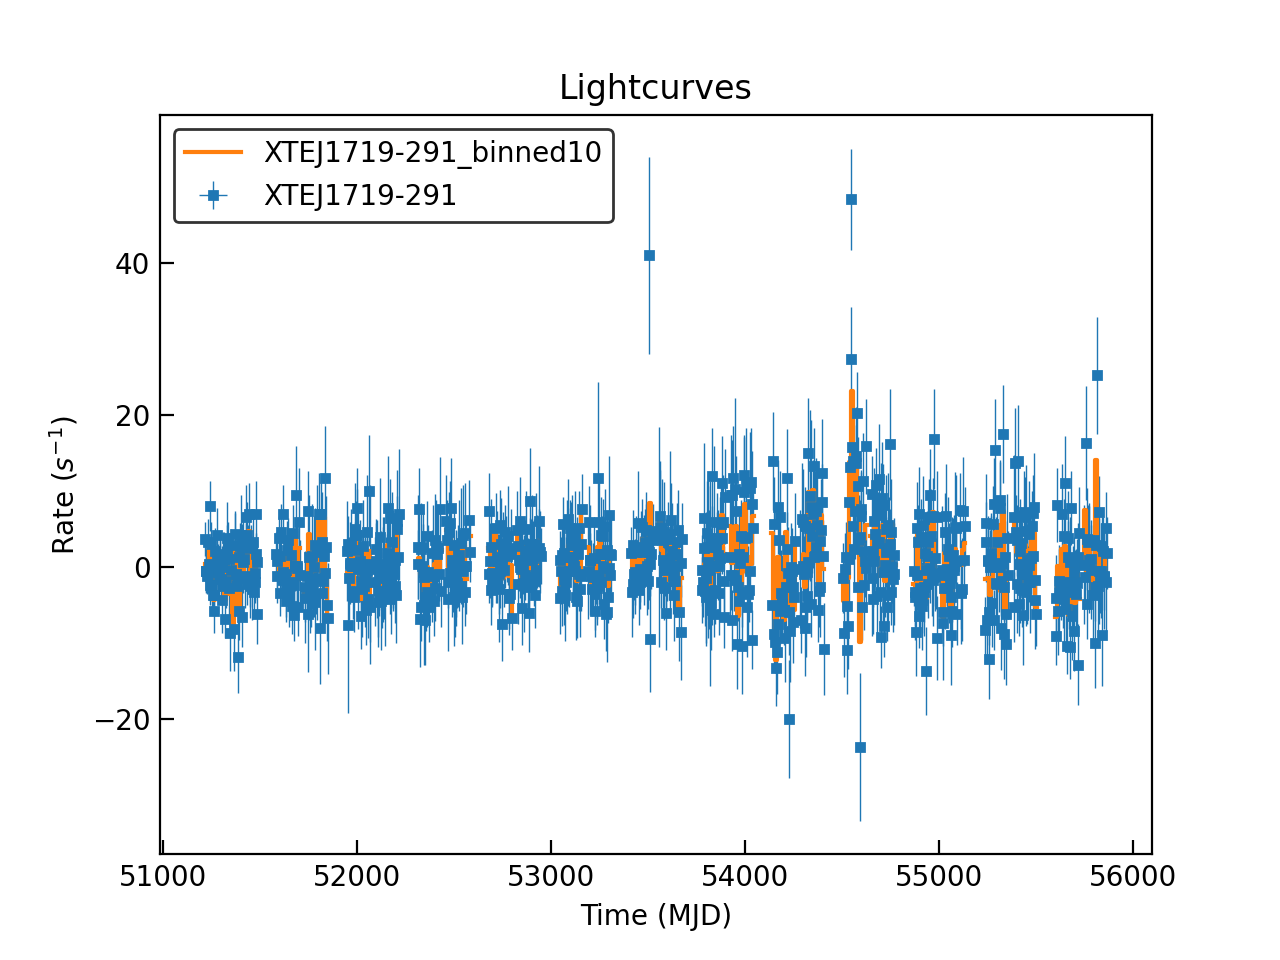 Lightcurves
XTEJ1719-291_binned10
XTEJ1719-291
40
20
0
−20
Rate (s⁻¹)
51000 52000 53000 54000 55000 56000
Time (MJD)